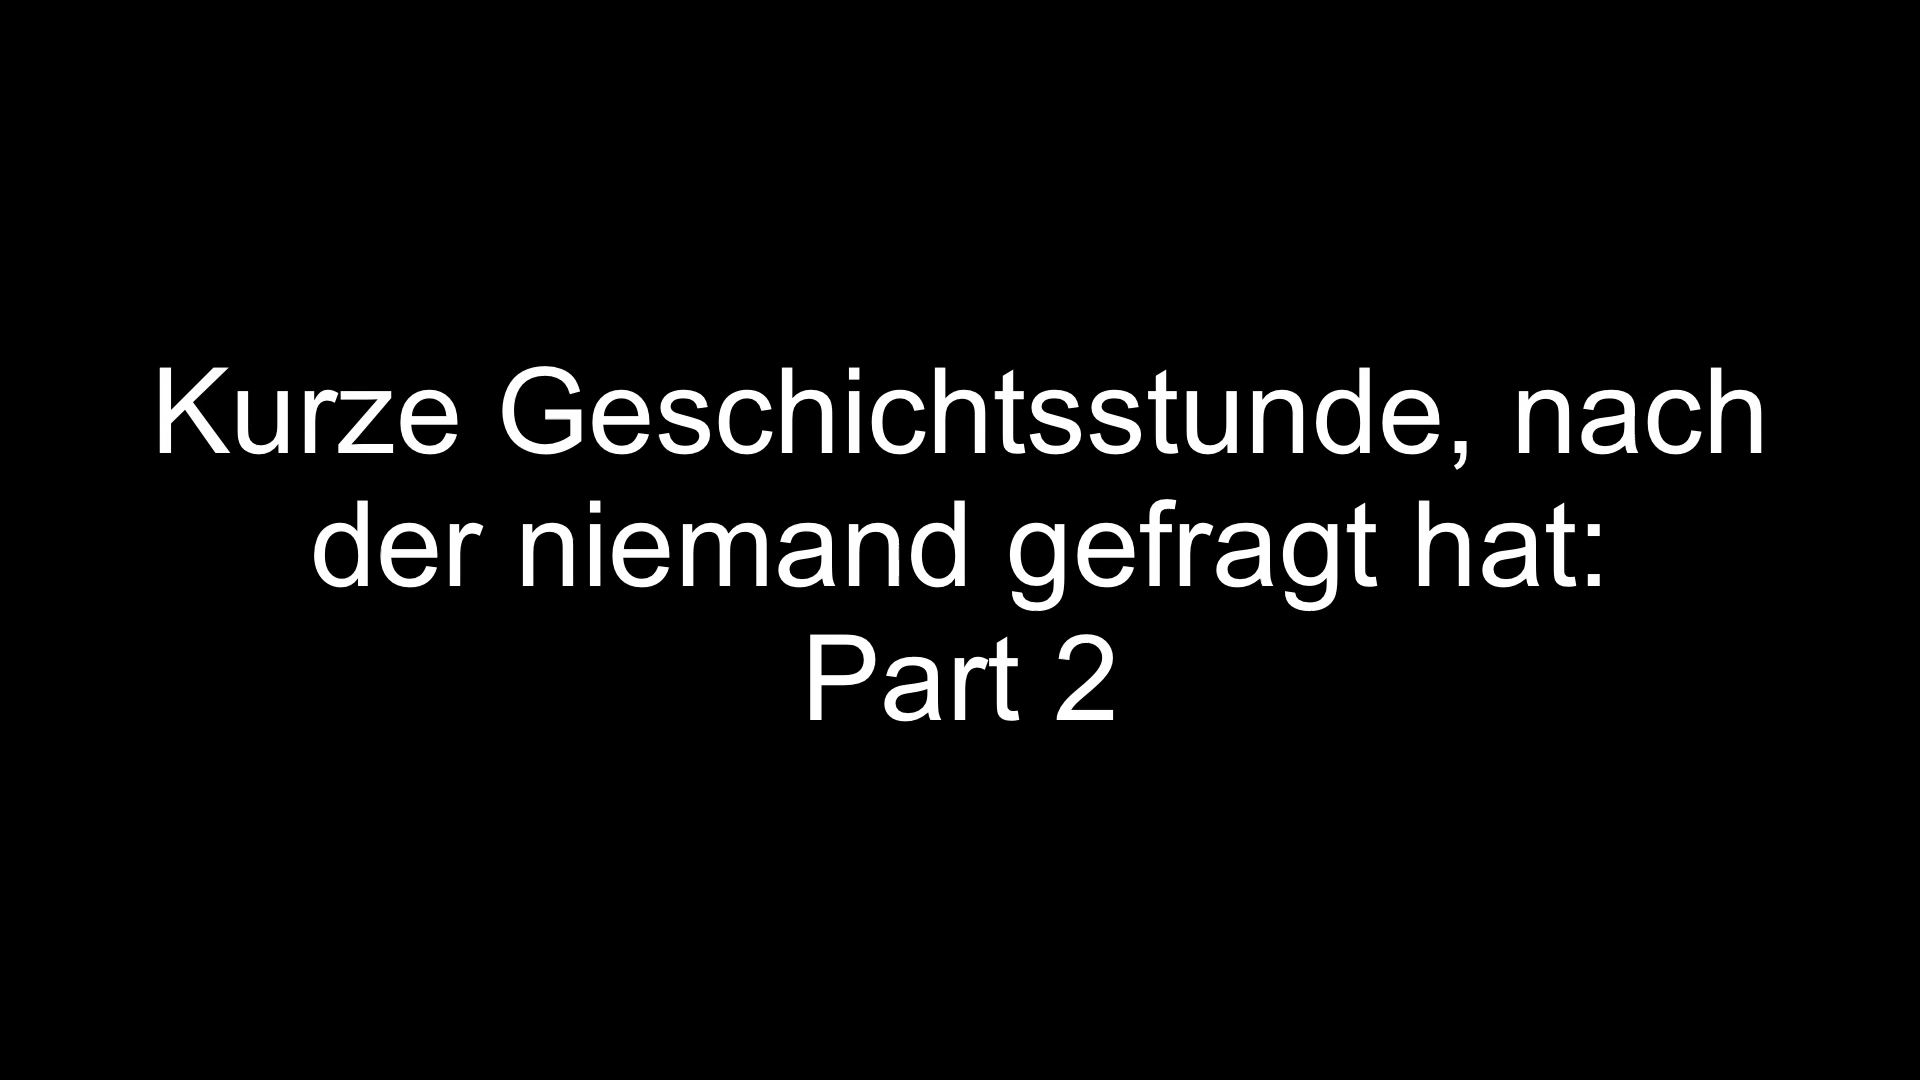 Kurze Geschichtsstunde, nach
der niemand gefragt hat:
Part 2